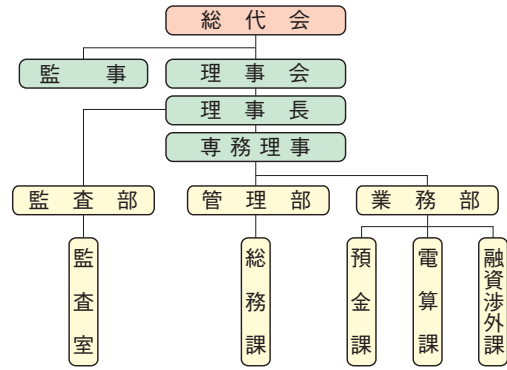 総代会
監事
理事会
理事長
専務理事
監査部
管理部
業務部
監査室
総務課
預金課
電算課
融資渉外課